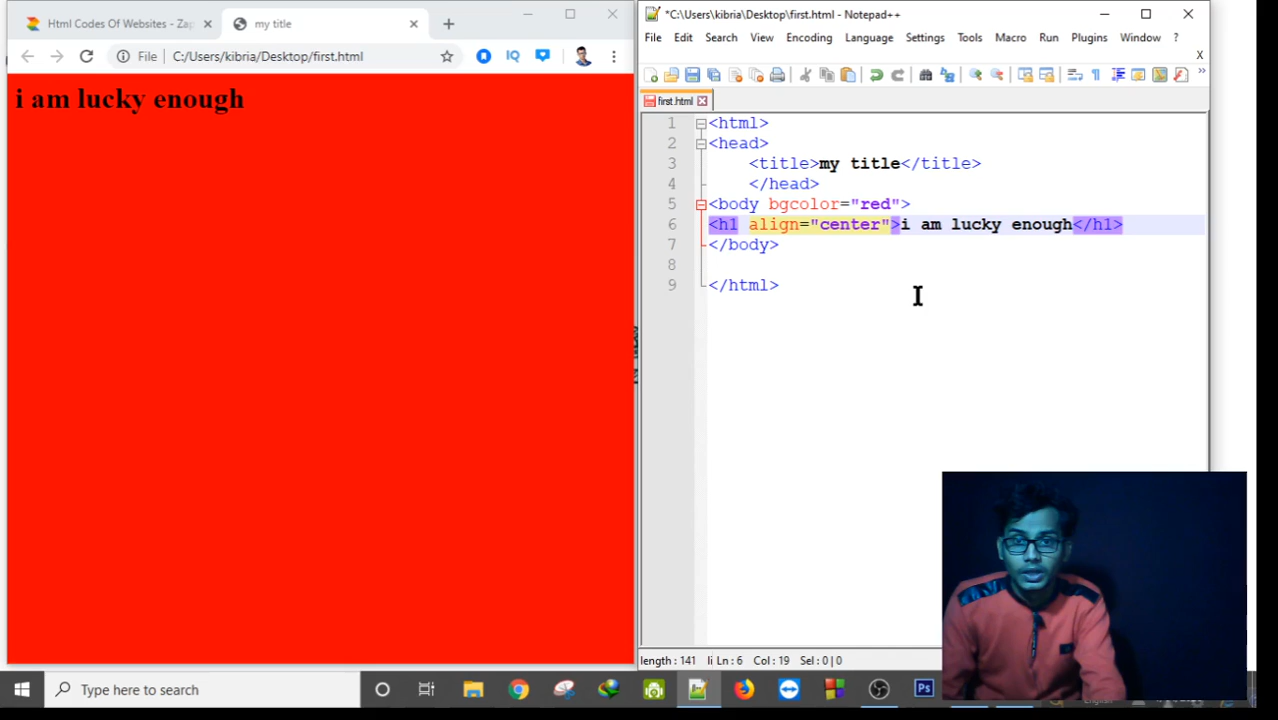 Html Codes Of Websites - Zap
my title
File
C:/Users/kibria/Desktop/first.html
IQ
i am lucky enough
*C:\Users\kibria\Desktop\first.html - Notepad++
File Edit Search View Encoding Language Settings Tools Macro Run Plugins Window ?
X
first.html
1 <html>
2 <head>
3 <title>my title</title>
4 </head>
5 <body bgcolor="red">
6 <h1 align="center">i am lucky enough</h1>
7 </body>
8
9 </html>
length : 141 li Ln : 6 Col : 19 Sel : 0 | 0
Type here to search
Ps
English